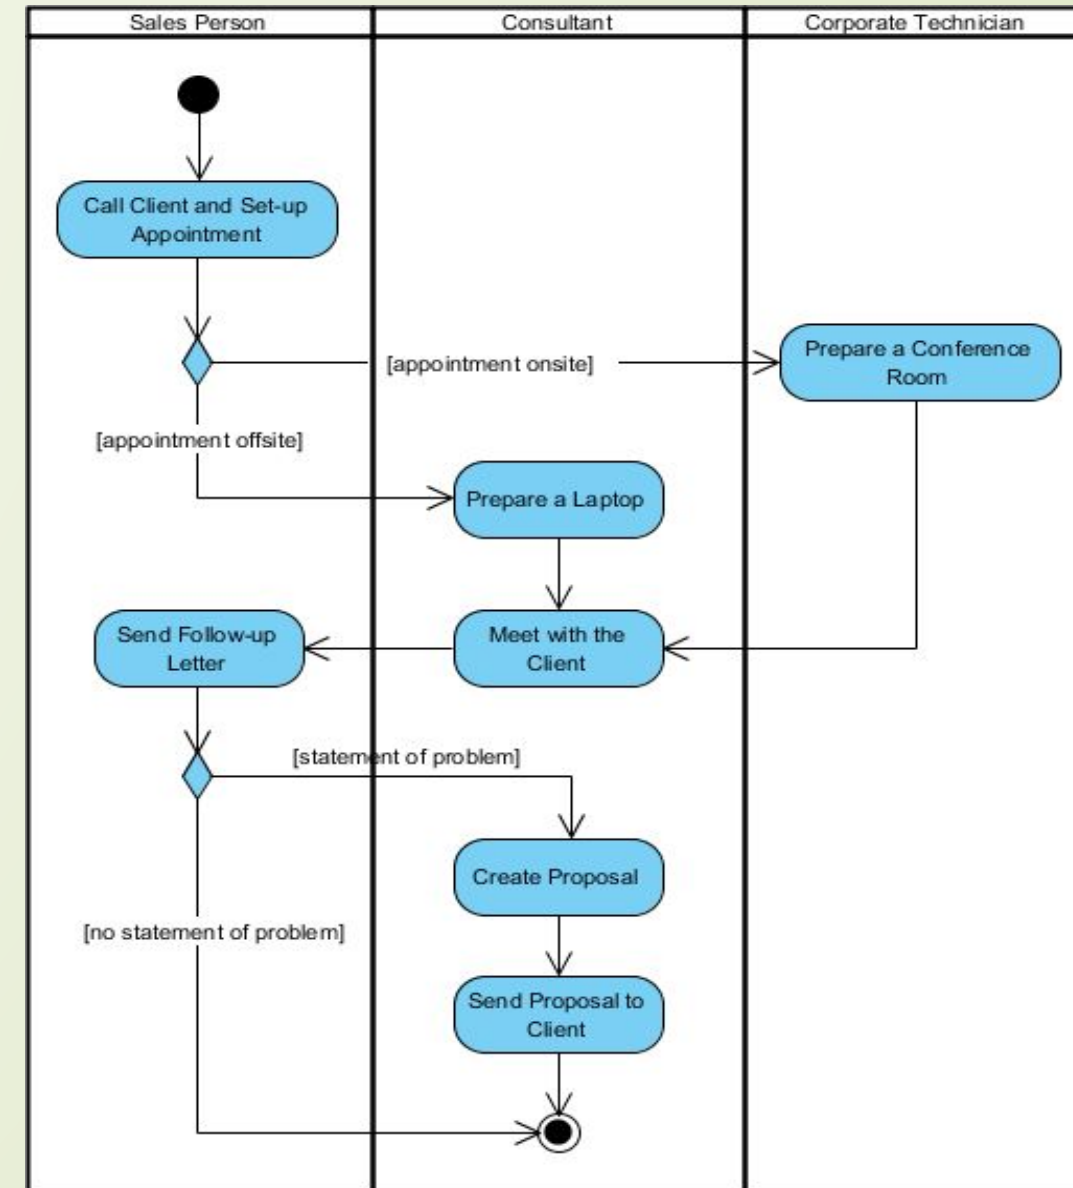 Sales Person
Consultant
Corporate Technician
Call Client and Set-up
Appointment
[appointment onsite]
Prepare a Conference
Room
[appointment offsite]
Prepare a Laptop
Send Follow-up
Letter
Meet with the
Client
[statement of problem]
Create Proposal
[no statement of problem]
Send Proposal to
Client